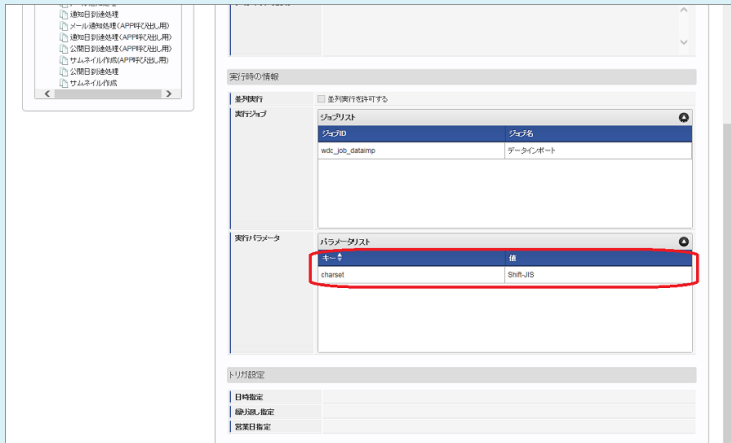 通知日到達処理
メール通知処理(APP呼び出し用)
通知日到達処理(APP呼び出し用)
公開日到達処理(APP呼び出し用)
サムネイル作成(APP呼び出し用)
公開日到達処理
サムネイル作成
実行時の情報
並列実行
並列実行を許可する
実行ジョブ
ジョブリスト
ジョブID
ジョブ名
wdc_job_dataimp
データインポート
実行パラメータ
パラメータリスト
キー
値
charset
Shift-JIS
トリガ設定
日時指定
繰り返し指定
営業日指定